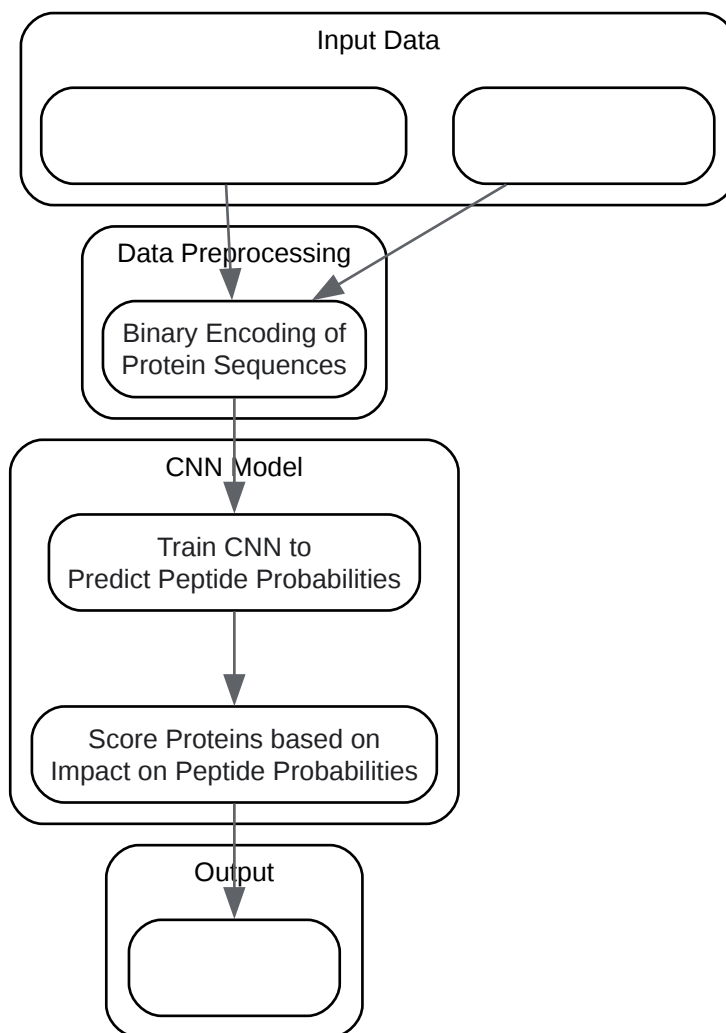 Input Data
Data Preprocessing
Binary Encoding of
Protein Sequences
CNN Model
Train CNN to
Predict Peptide Probabilities
Score Proteins based on
Impact on Peptide Probabilities
Output